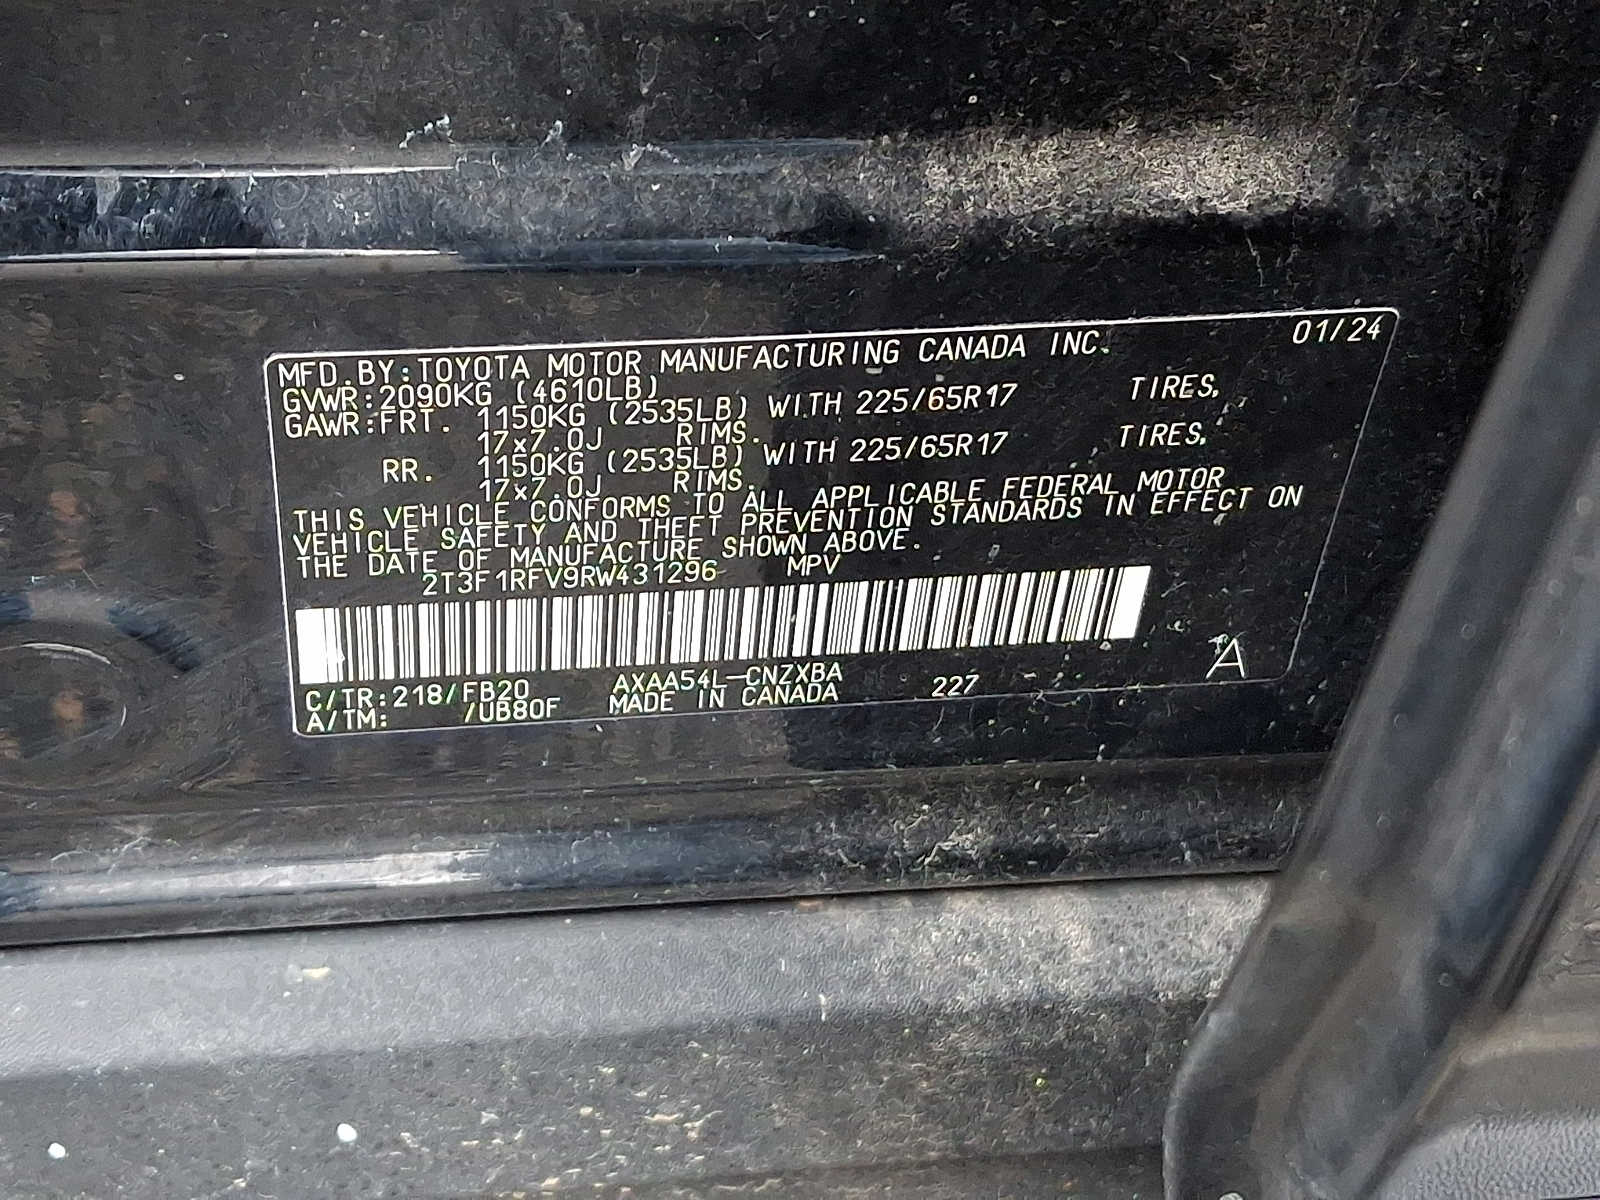 MFD.BY:TOYOTA MOTOR MANUFACTURING CANADA INC. 01/24
GVWR:2090KG (4610LB)
GAWR:FRT. 1150KG (2535LB) WITH 225/65R17 TIRES,
17x7.0J RIMS.
RR. 1150KG (2535LB) WITH 225/65R17 TIRES.
17x7.0J RIMS.
THIS VEHICLE CONFORMS TO ALL APPLICABLE FEDERAL MOTOR
VEHICLE SAFETY AND THEFT PREVENTION STANDARDS IN EFFECT ON
THE DATE OF MANUFACTURE SHOWN ABOVE.
2T3F1RFV9RW431296 MPV
C/TR:218/FB20 AXAA54L-CNZXBA 227 A
A/TM: /UB80F MADE IN CANADA